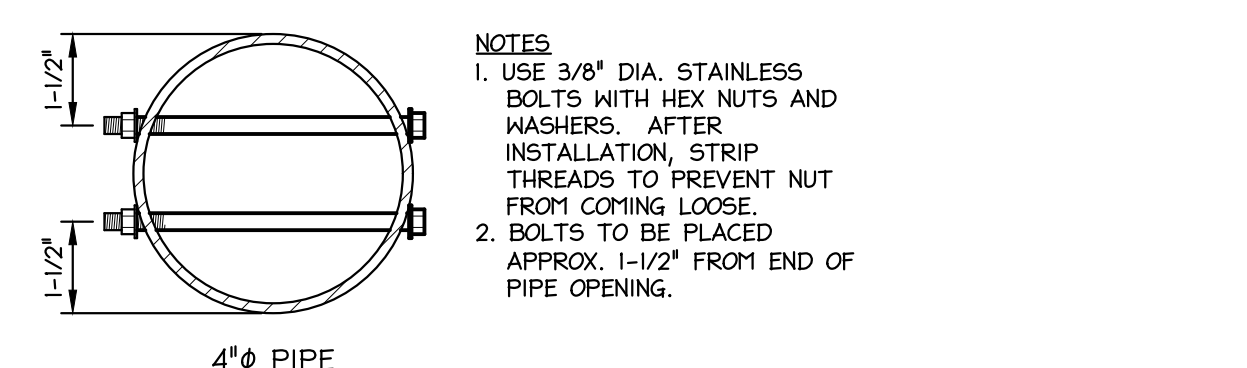 1-1/2"
1-1/2"
4"ϕ PIPE
NOTES
1. USE 3/8" DIA. STAINLESS
BOLTS WITH HEX NUTS AND
WASHERS. AFTER
INSTALLATION, STRIP
THREADS TO PREVENT NUT
FROM COMING LOOSE.
2. BOLTS TO BE PLACED
APPROX. 1-1/2" FROM END OF
PIPE OPENING.